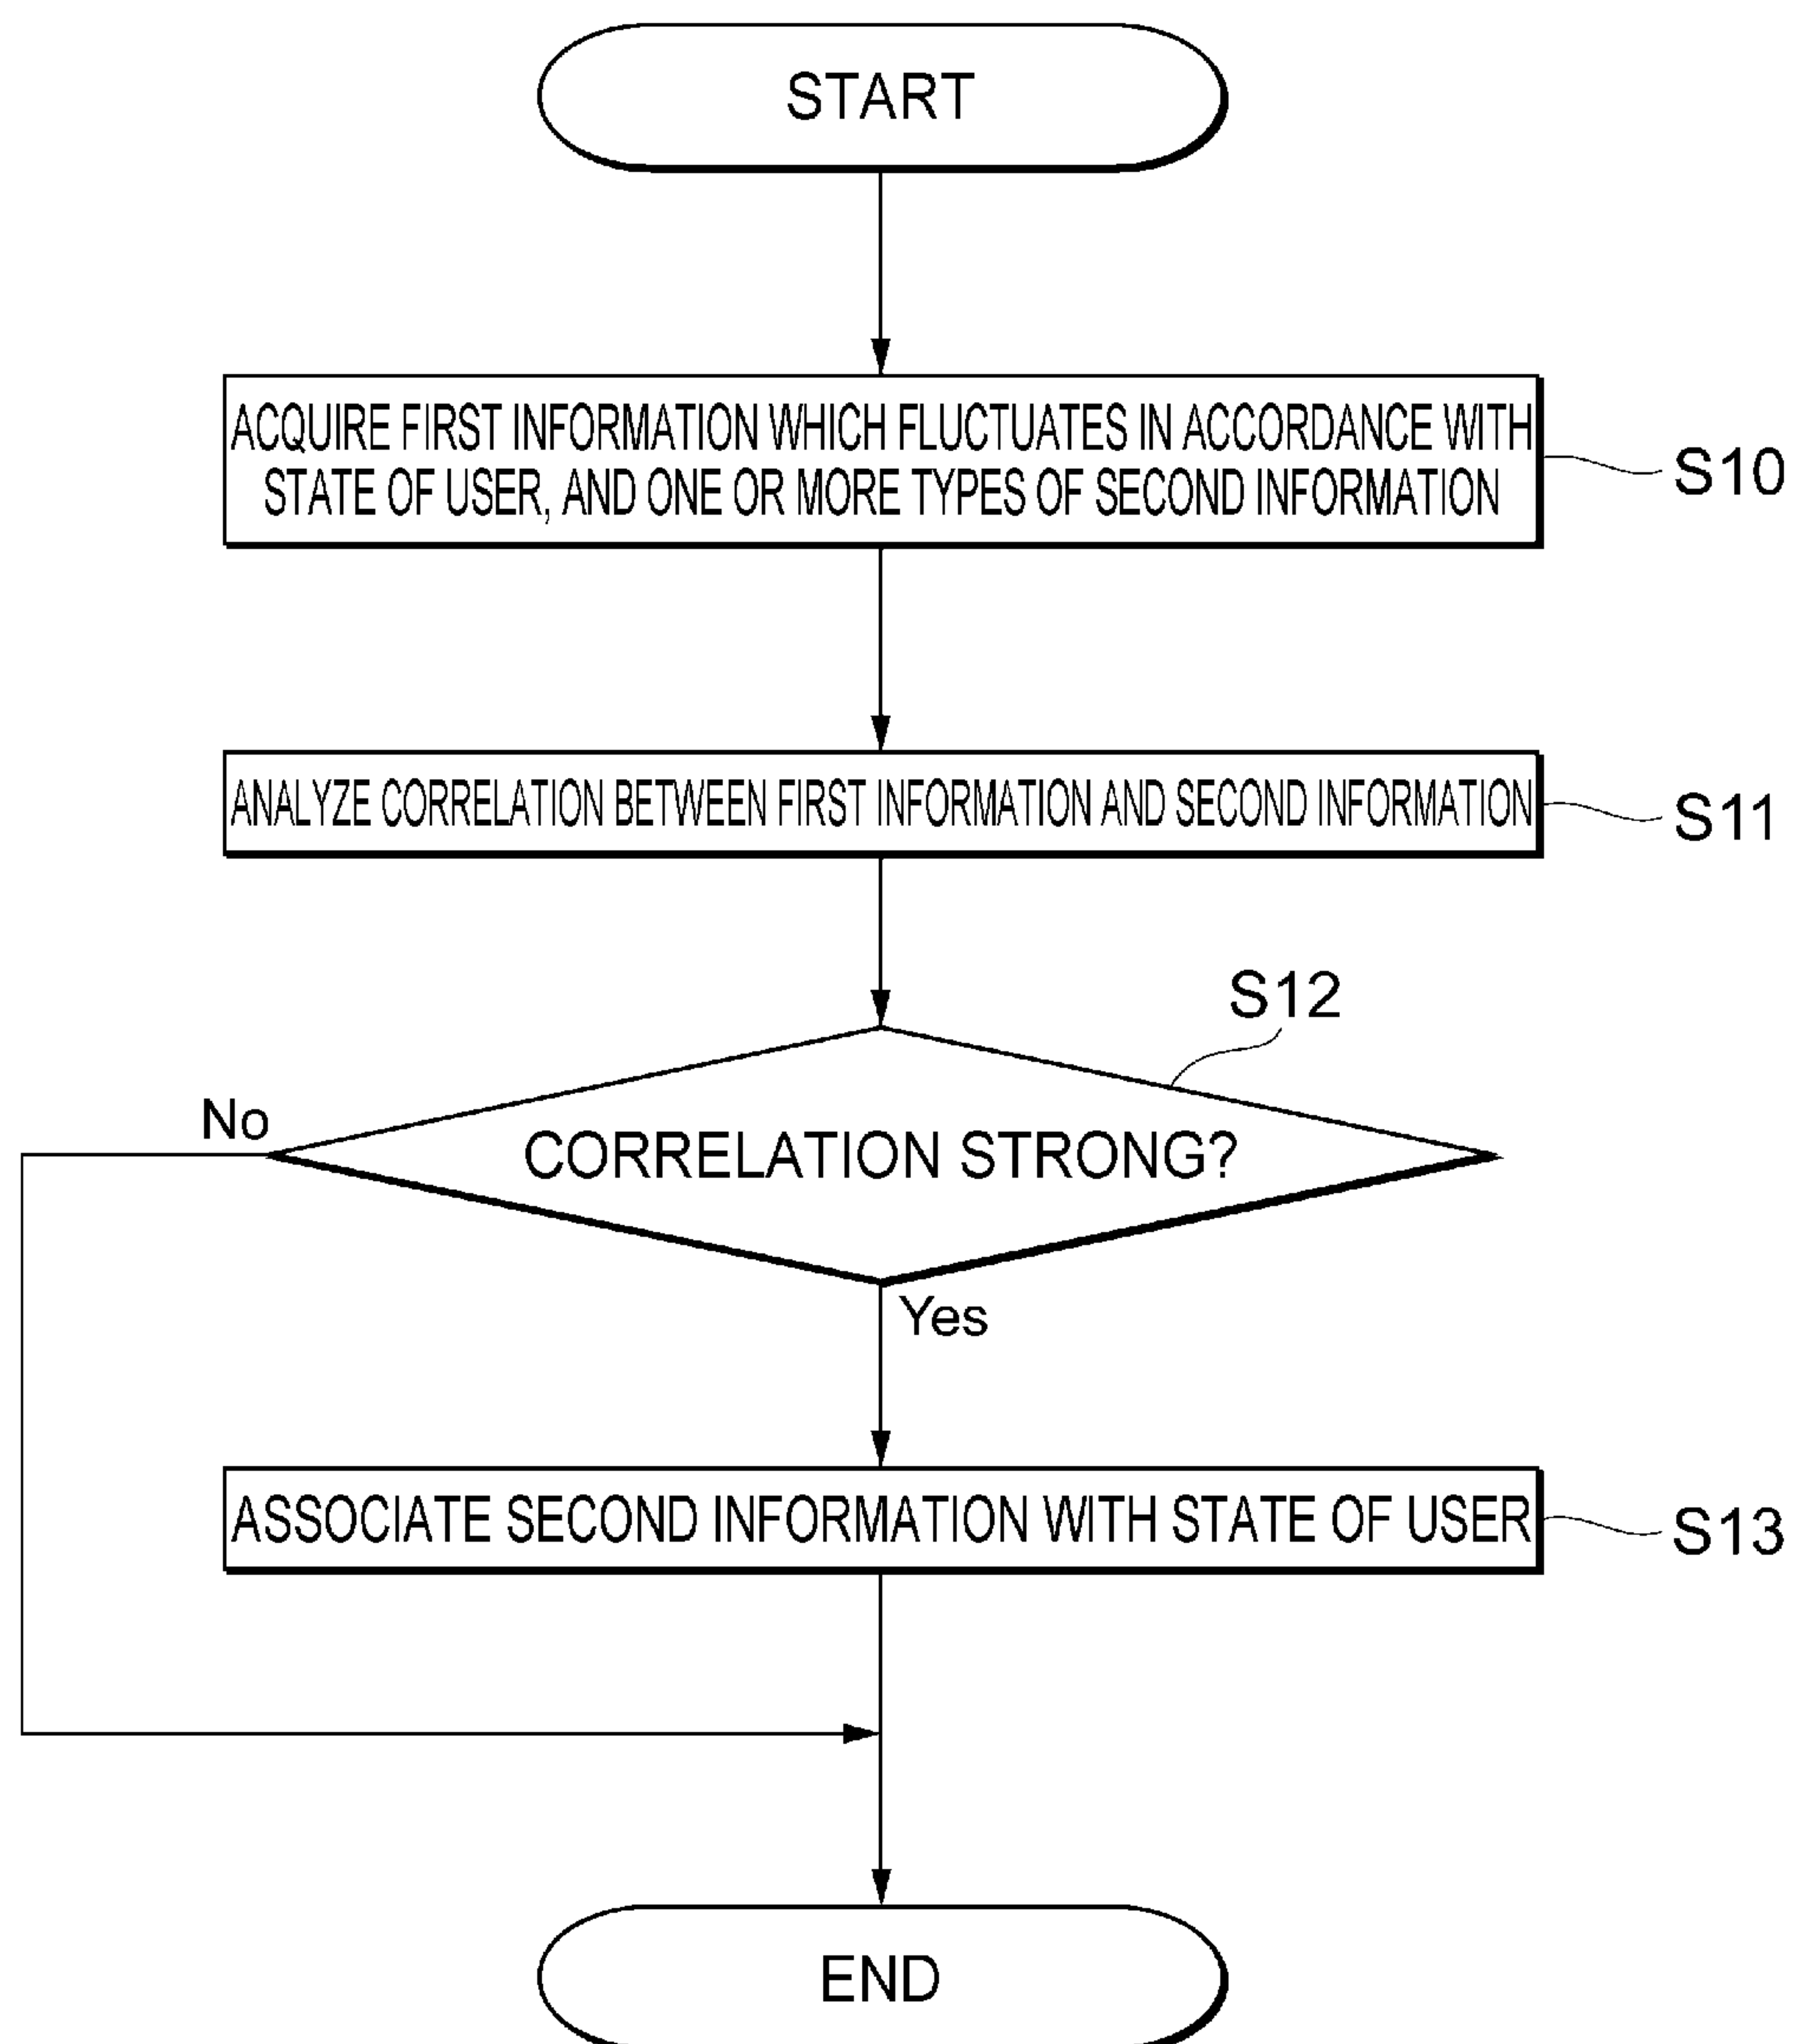 START
ACQUIRE FIRST INFORMATION WHICH FLUCTUATES IN ACCORDANCE WITH
STATE OF USER, AND ONE OR MORE TYPES OF SECOND INFORMATION
S10
ANALYZE CORRELATION BETWEEN FIRST INFORMATION AND SECOND INFORMATION
S11
S12
No
CORRELATION STRONG?
Yes
ASSOCIATE SECOND INFORMATION WITH STATE OF USER
S13
END